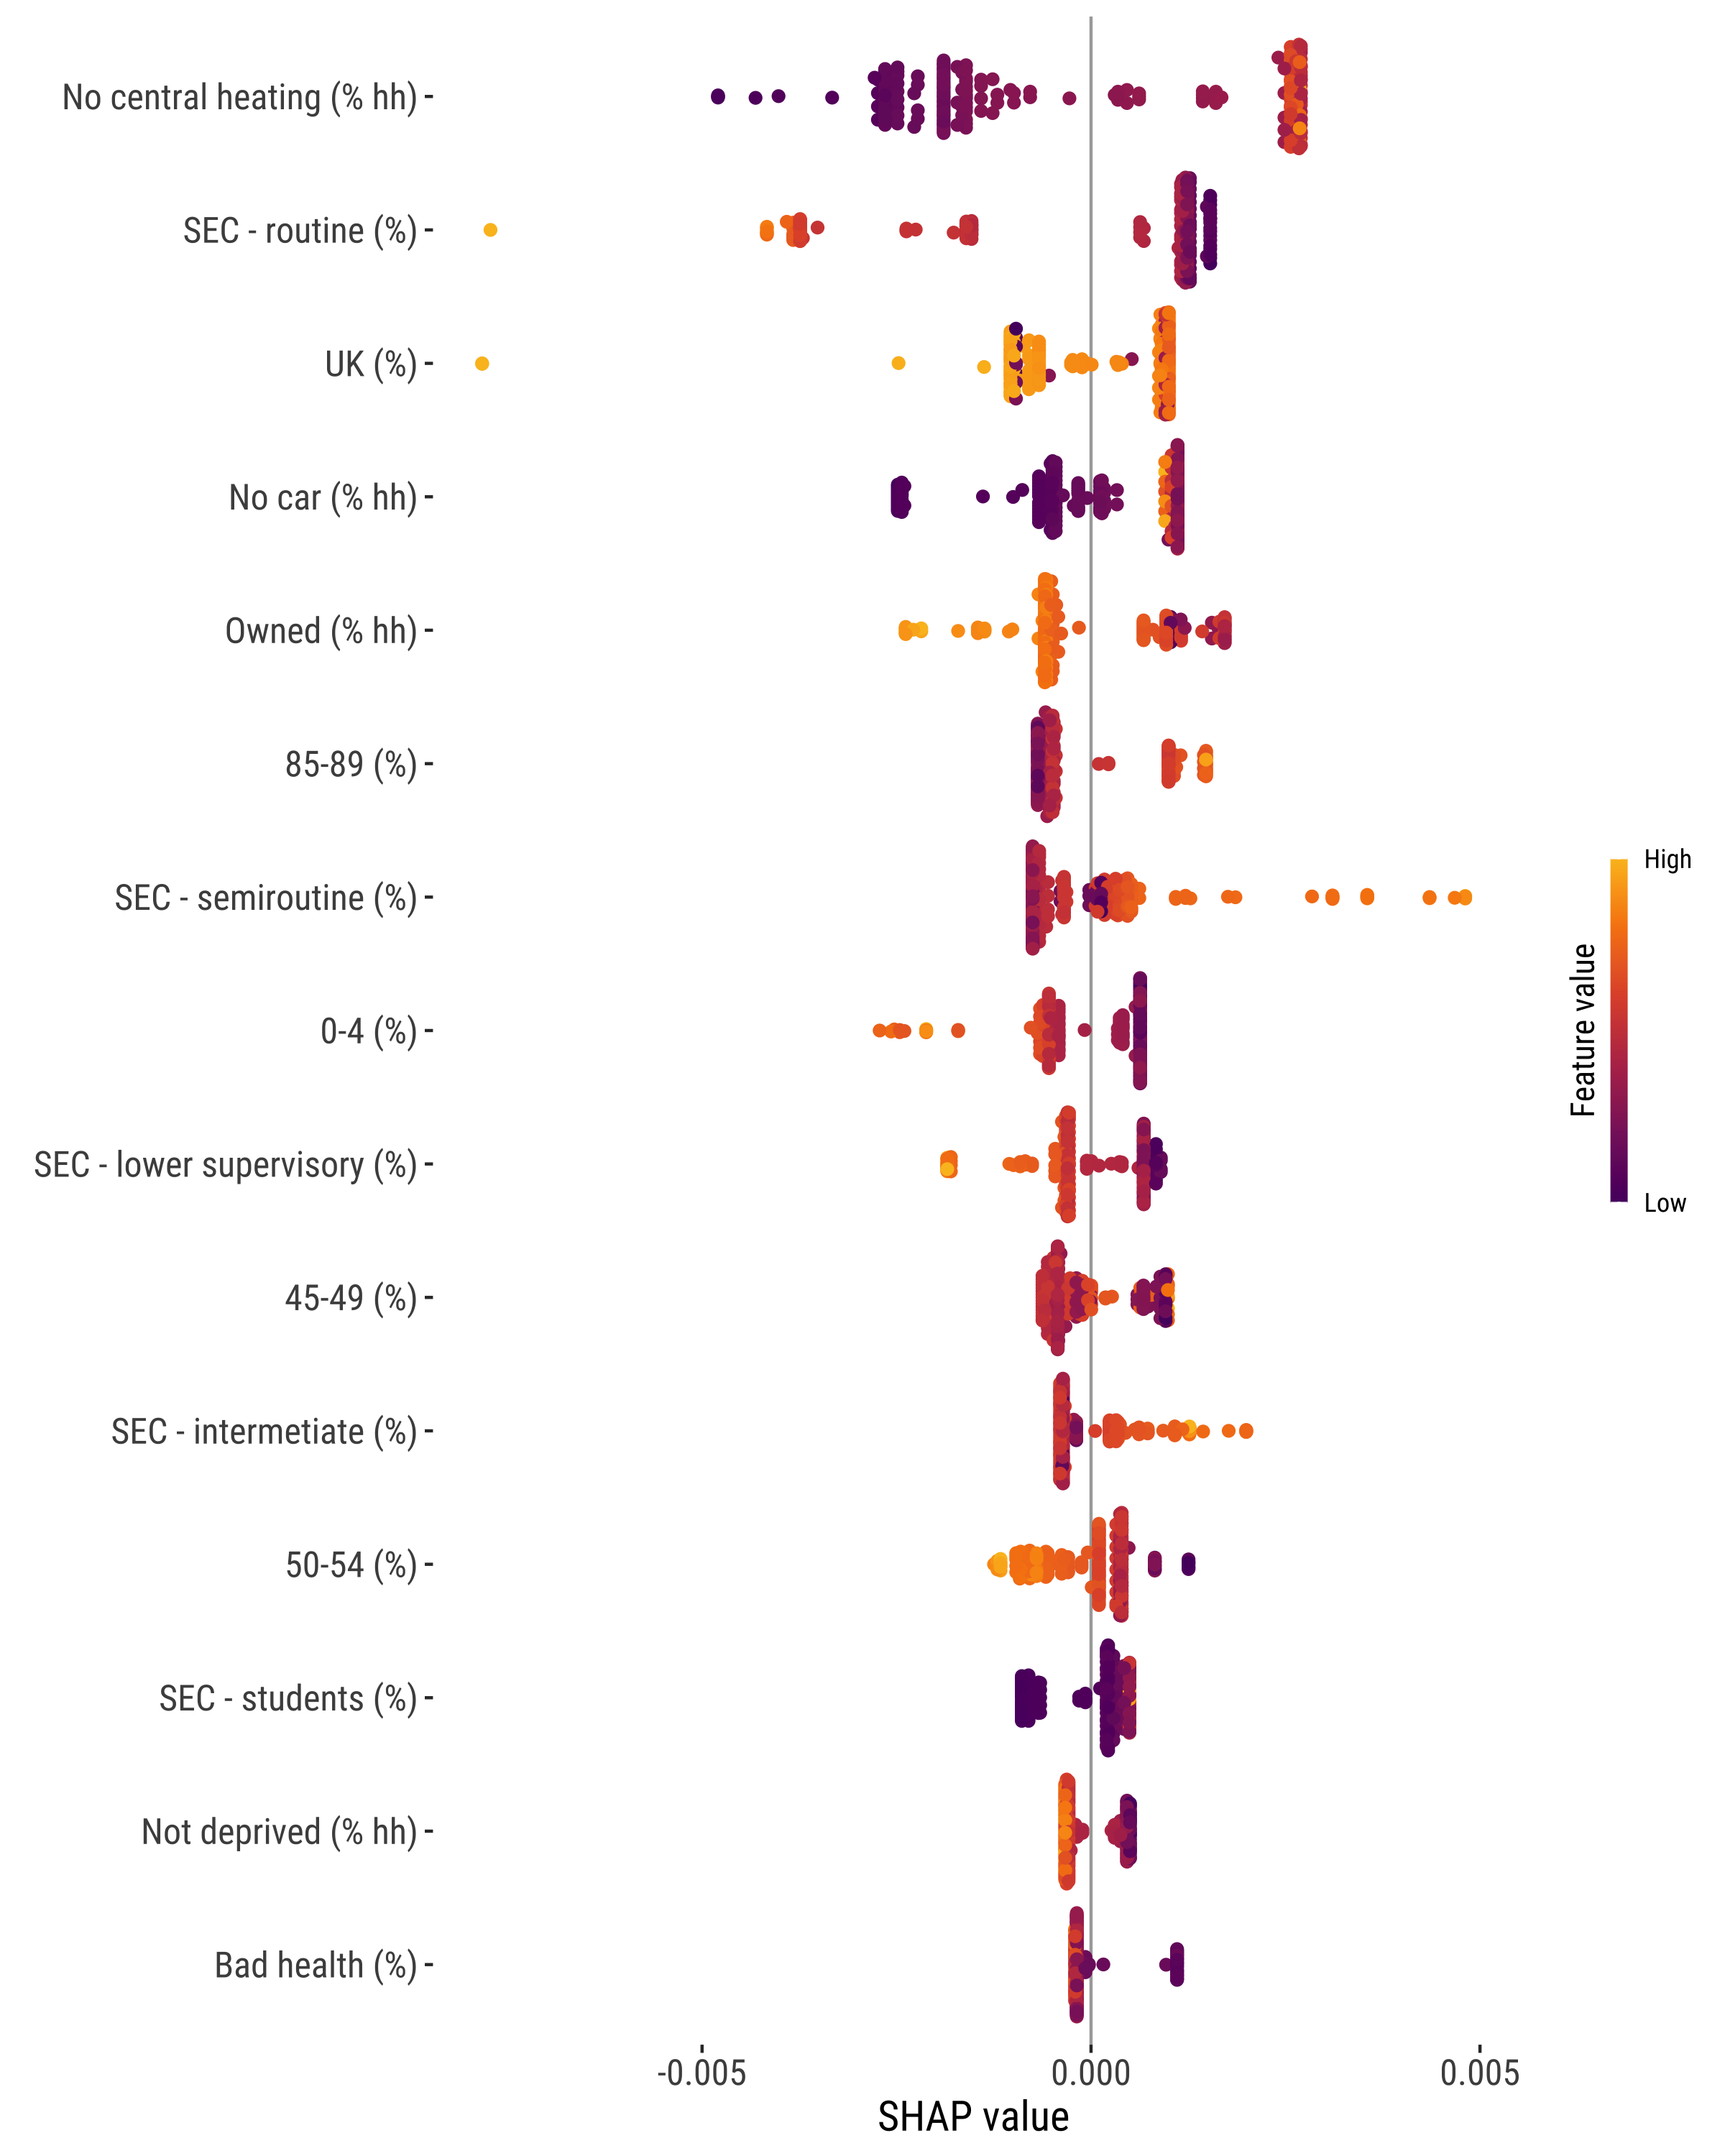 No central heating (% hh)
SEC - routine (%)
UK (%)
No car (% hh)
Owned (% hh)
85-89 (%)
SEC - semiroutine (%)
0-4 (%)
SEC - lower supervisory (%)
45-49 (%)
SEC - intermetiate (%)
50-54 (%)
SEC - students (%)
Not deprived (% hh)
Bad health (%)
-0.005
0.000
0.005
SHAP value
High
Feature value
Low